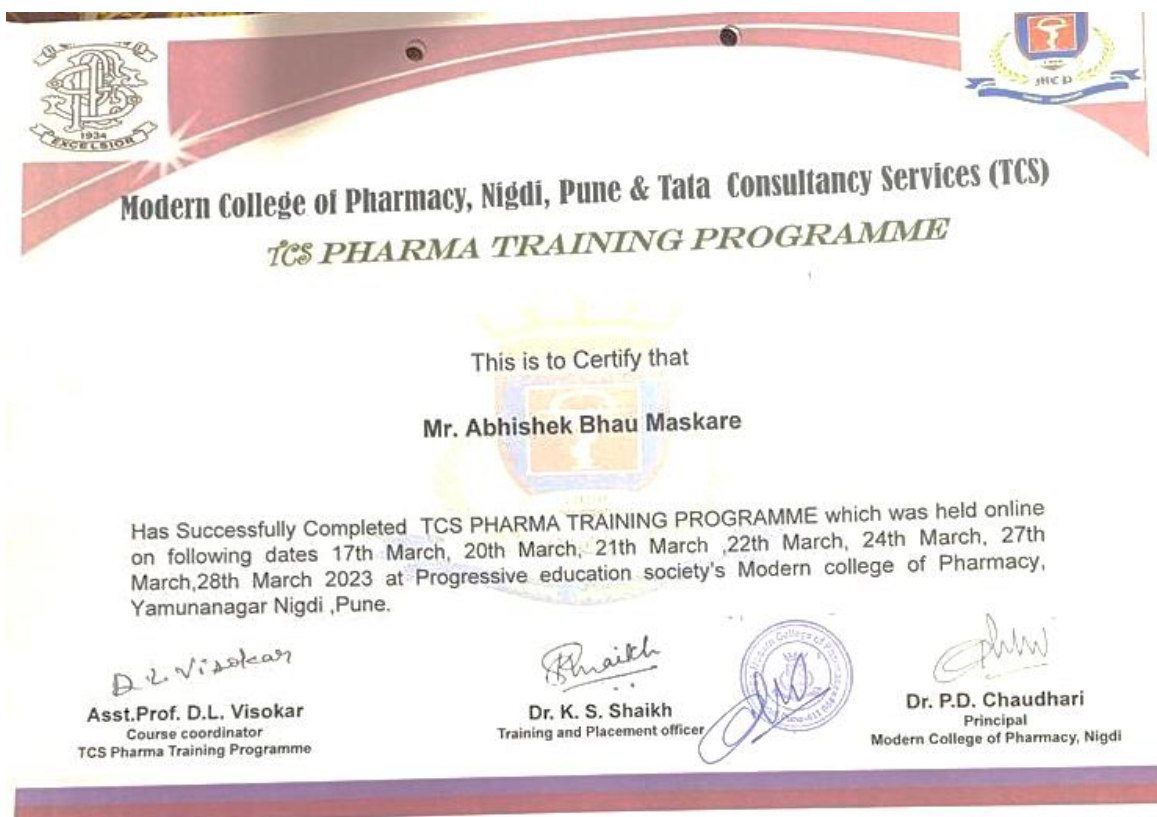 1934
EXCELSIOR
MCP
Modern College of Pharmacy, Nigdi, Pune & Tata Consultancy Services (TCS)
TCS PHARMA TRAINING PROGRAMME
This is to Certify that
Mr. Abhishek Bhau Maskare
Has Successfully Completed TCS PHARMA TRAINING PROGRAMME which was held online
on following dates 17th March, 20th March, 21th March ,22th March, 24th March, 27th
March,28th March 2023 at Progressive education society's Modern college of Pharmacy,
Yamunanagar Nigdi ,Pune.
D.L.Visokar
Shaikh
Asst.Prof. D.L. Visokar
Course coordinator
TCS Pharma Training Programme
Dr. K. S. Shaikh
Training and Placement officer
Modern College of
Dr. P.D. Chaudhari
Principal
Modern College of Pharmacy, Nigdi